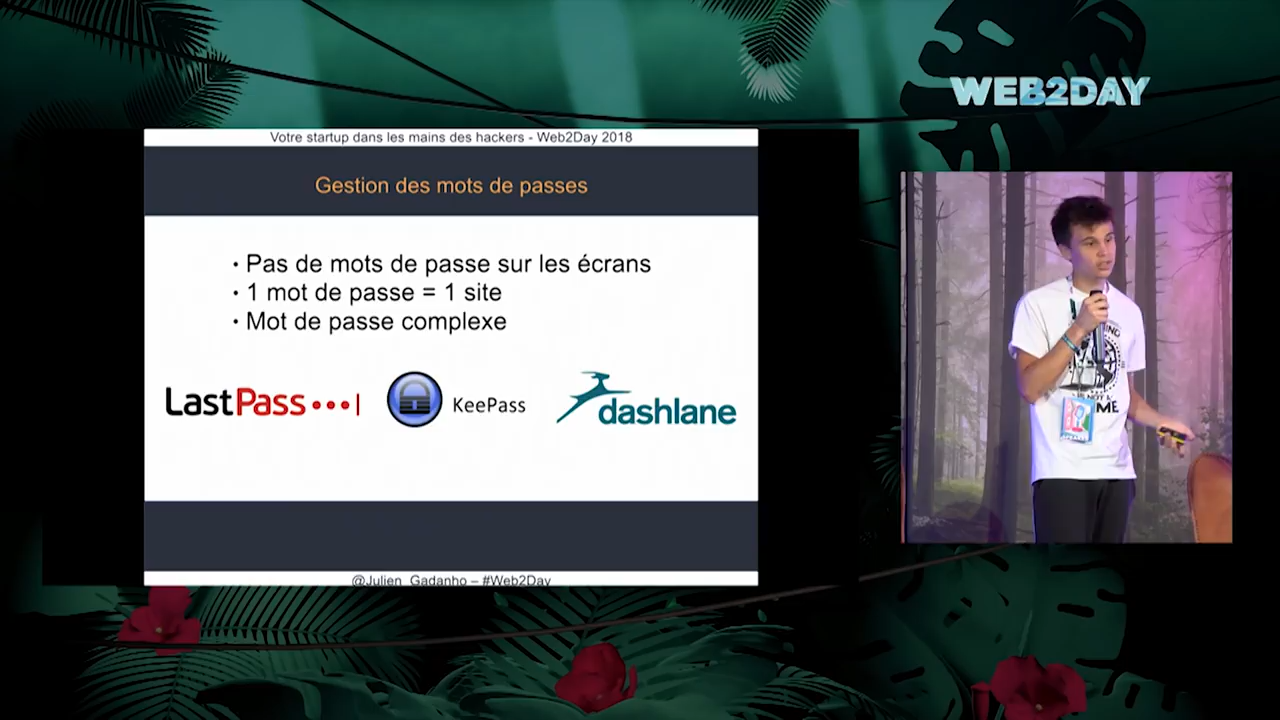 WEB2DAY
Votre startup dans les mains des hackers - Web2Day 2018
Gestion des mots de passes
· Pas de mots de passe sur les écrans
· 1 mot de passe = 1 site
· Mot de passe complexe
LastPass
KeePass
dashlane
@Julien_Gadanho – #Web2Day
IS NOT A